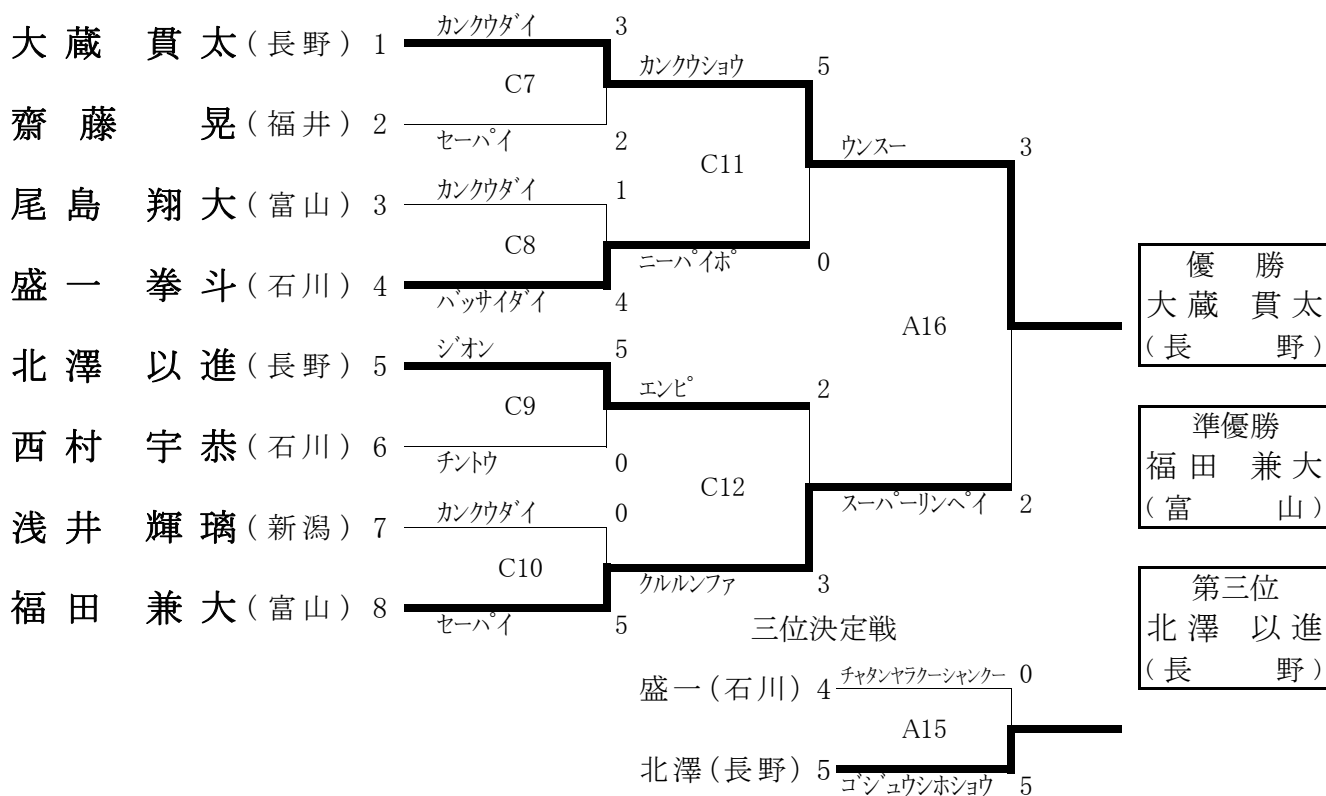 大蔵 貫太(長野) 1 カンクウダイ 3
C7
カンクウショウ 5
齋藤 晃(福井) 2 セーパイ 2
C11
ウンスー 3
尾島 翔大(富山) 3 カンクウダイ 1
C8
ニーパイポ 0
盛一 拳斗(石川) 4 バッサイダイ 4
A16
北澤 以進(長野) 5 ジオン 5
C9
エンピ 2
西村 宇恭(石川) 6 チントウ 0
C12
スーパーリンペイ 2
浅井 輝璃(新潟) 7 カンクウダイ 0
C10
クルルンファ 3
福田 兼大(富山) 8 セーパイ 5
三位決定戦
盛一(石川) 4 チャタンヤラクーシャンクー 0
A15
北澤(長野) 5 ゴジュウシホショウ 5
優 勝
大蔵 貫太
(長 野)
準優勝
福田 兼大
(富 山)
第三位
北澤 以進
(長 野)